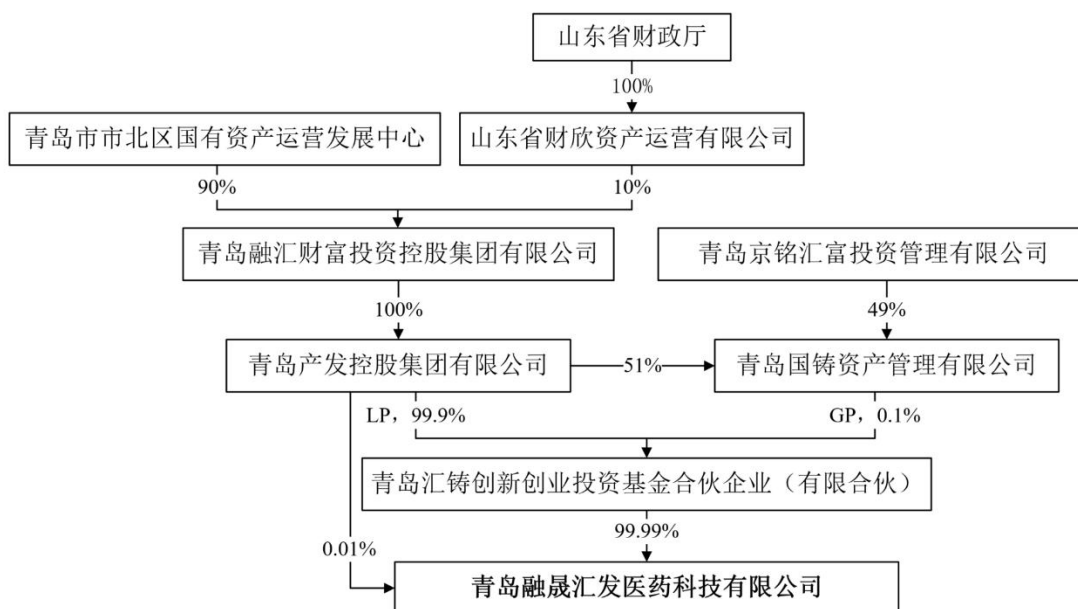 山东省财政厅
100%
青岛市市北区国有资产运营发展中心
山东省财欣资产运营有限公司
90%
10%
青岛融汇财富投资控股集团有限公司
青岛京铭汇富投资管理有限公司
100%
49%
青岛产发控股集团有限公司
51%
青岛国铸资产管理有限公司
LP，99.9%
GP，0.1%
青岛汇铸创新创业投资基金合伙企业（有限合伙）
99.99%
0.01%
青岛融晟汇发医药科技有限公司